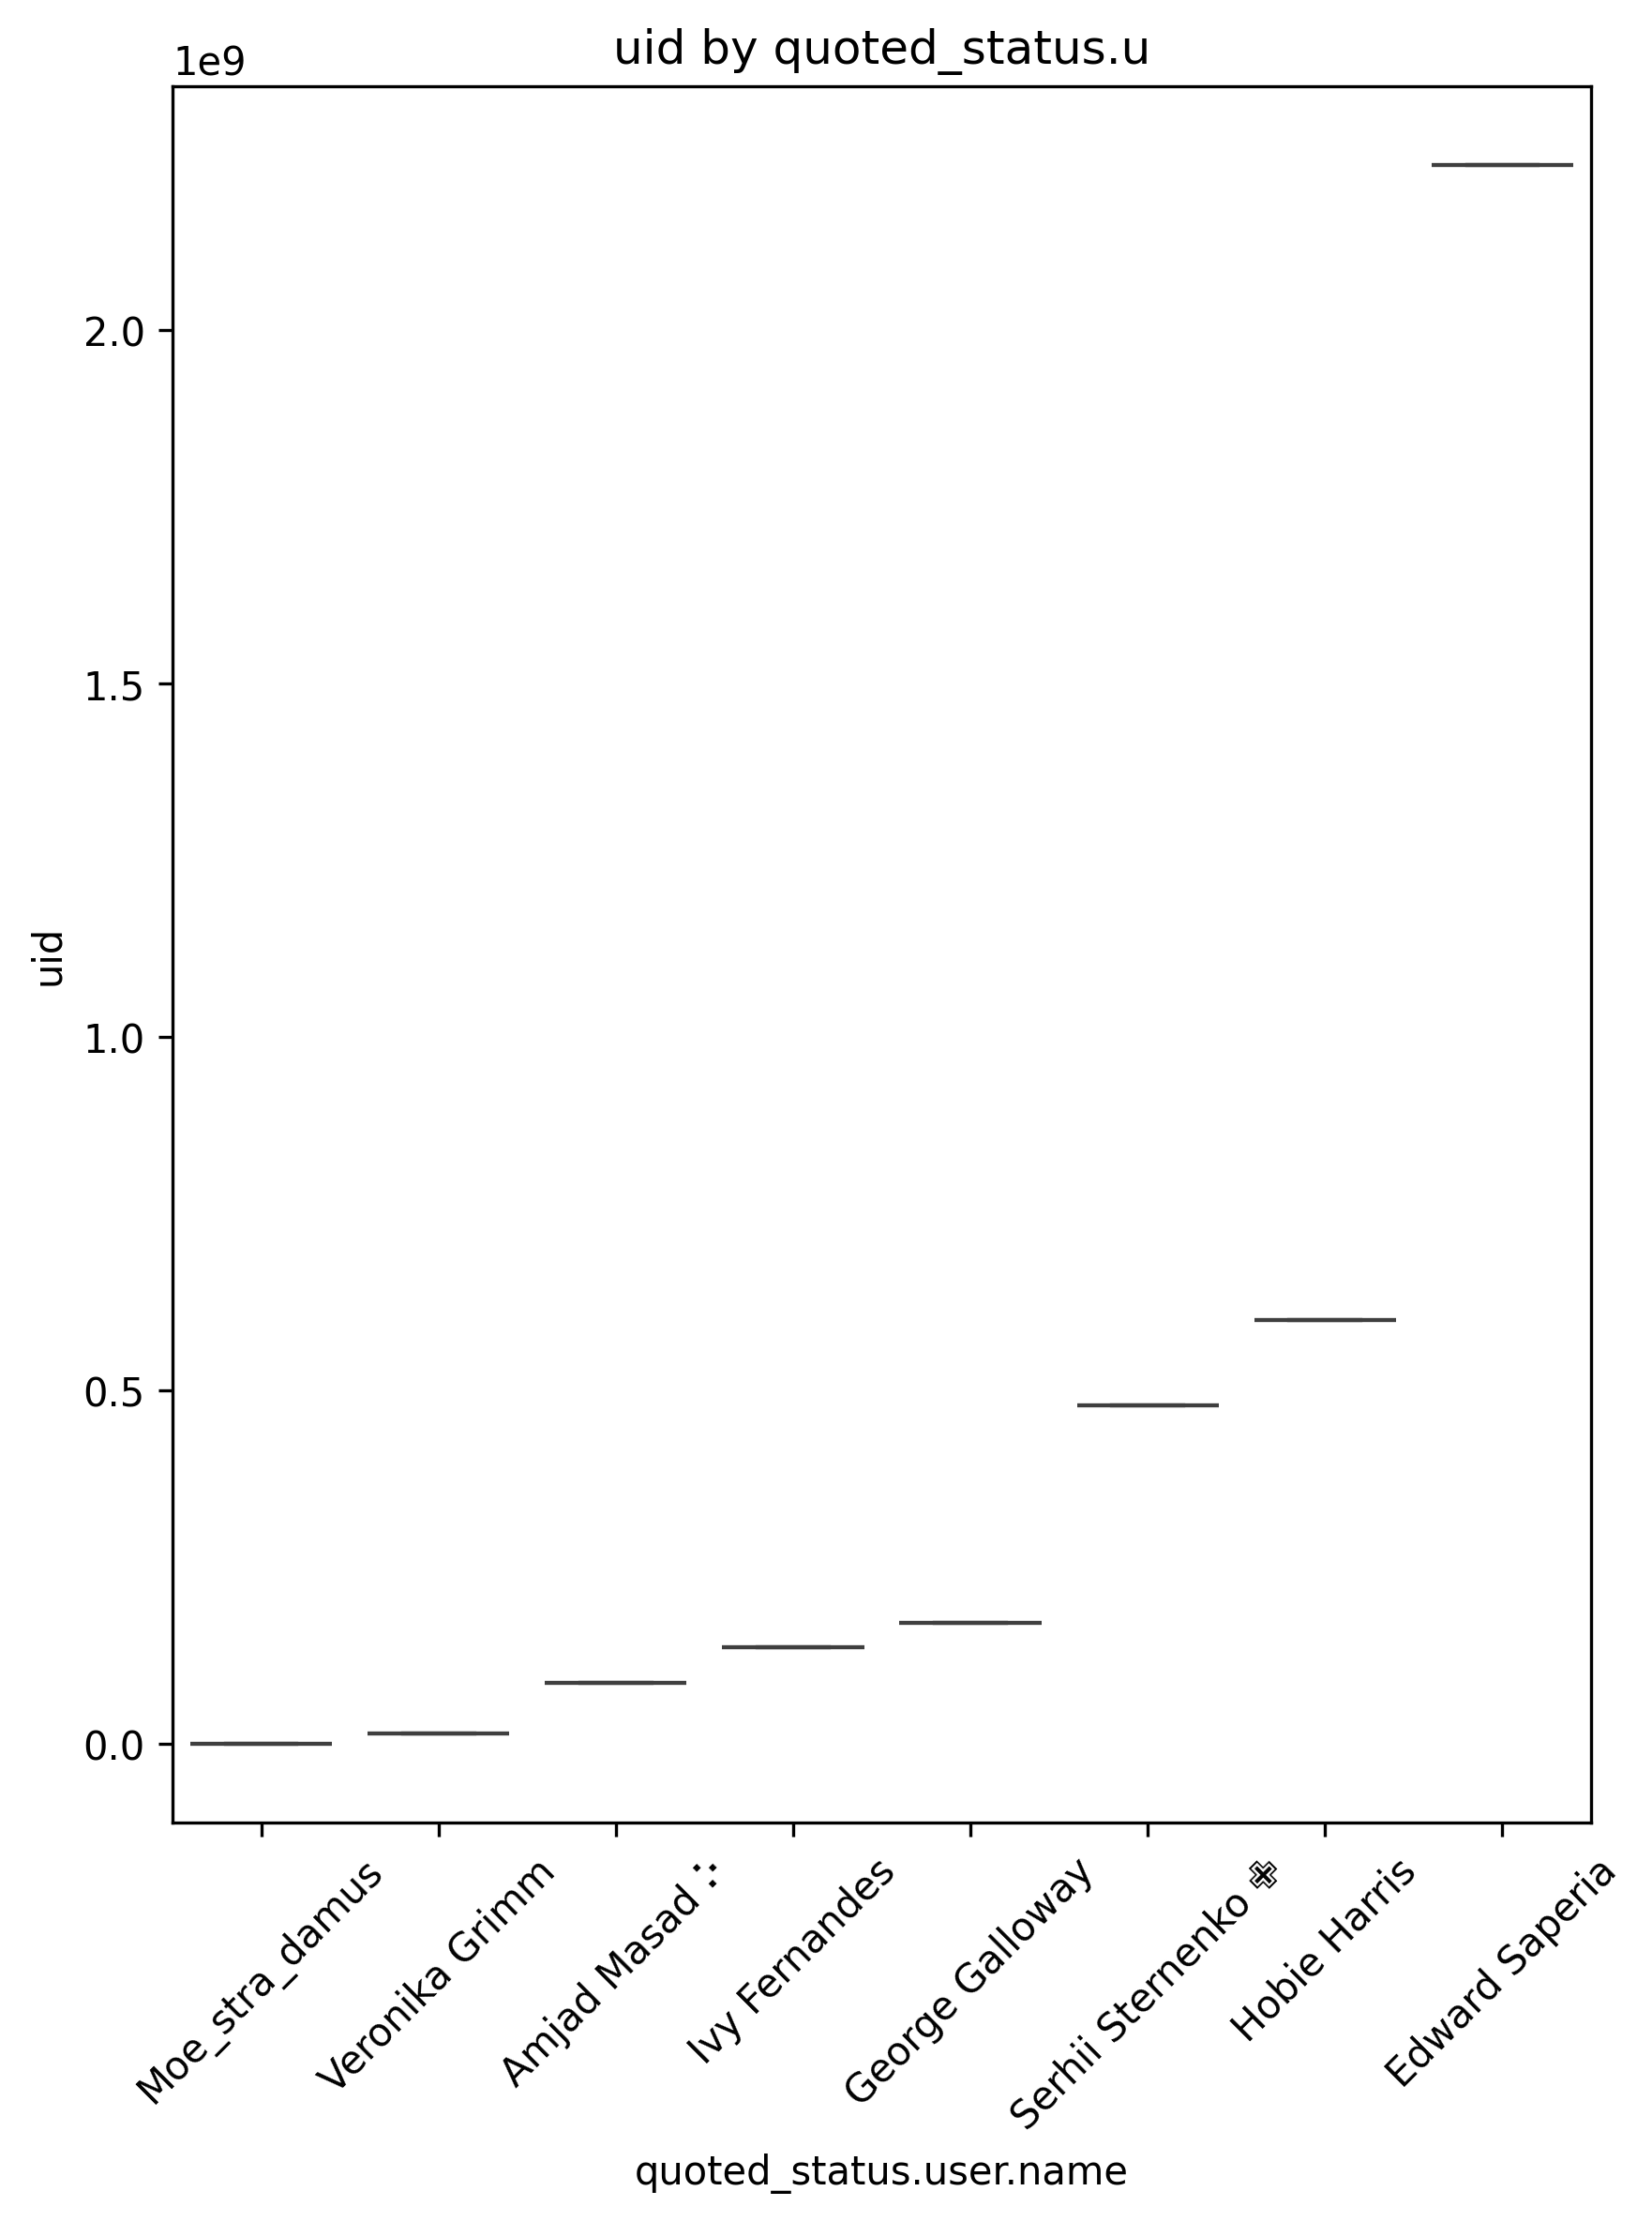 uid by quoted_status.u
1e9
2.0
1.5
1.0
0.5
0.0
uid
Moe_stra_damus
Veronika Grimm
Amjad Masad ⠕
Ivy Fernandes
George Galloway
Serhii Sternenko ✙
Hobie Harris
Edward Saperia
quoted_status.user.name